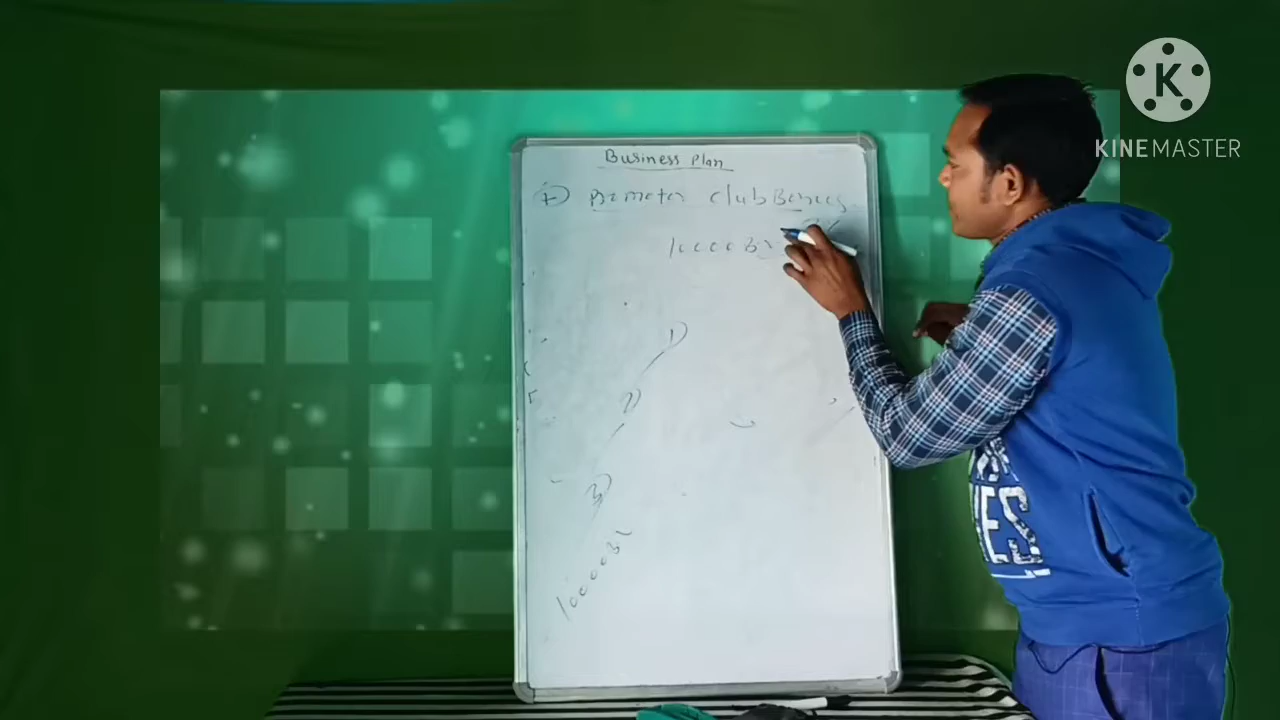 Business Plan
7) Promoter club Bonus
10000 BV
1)
2)
3)
10000 BV
KINEMASTER